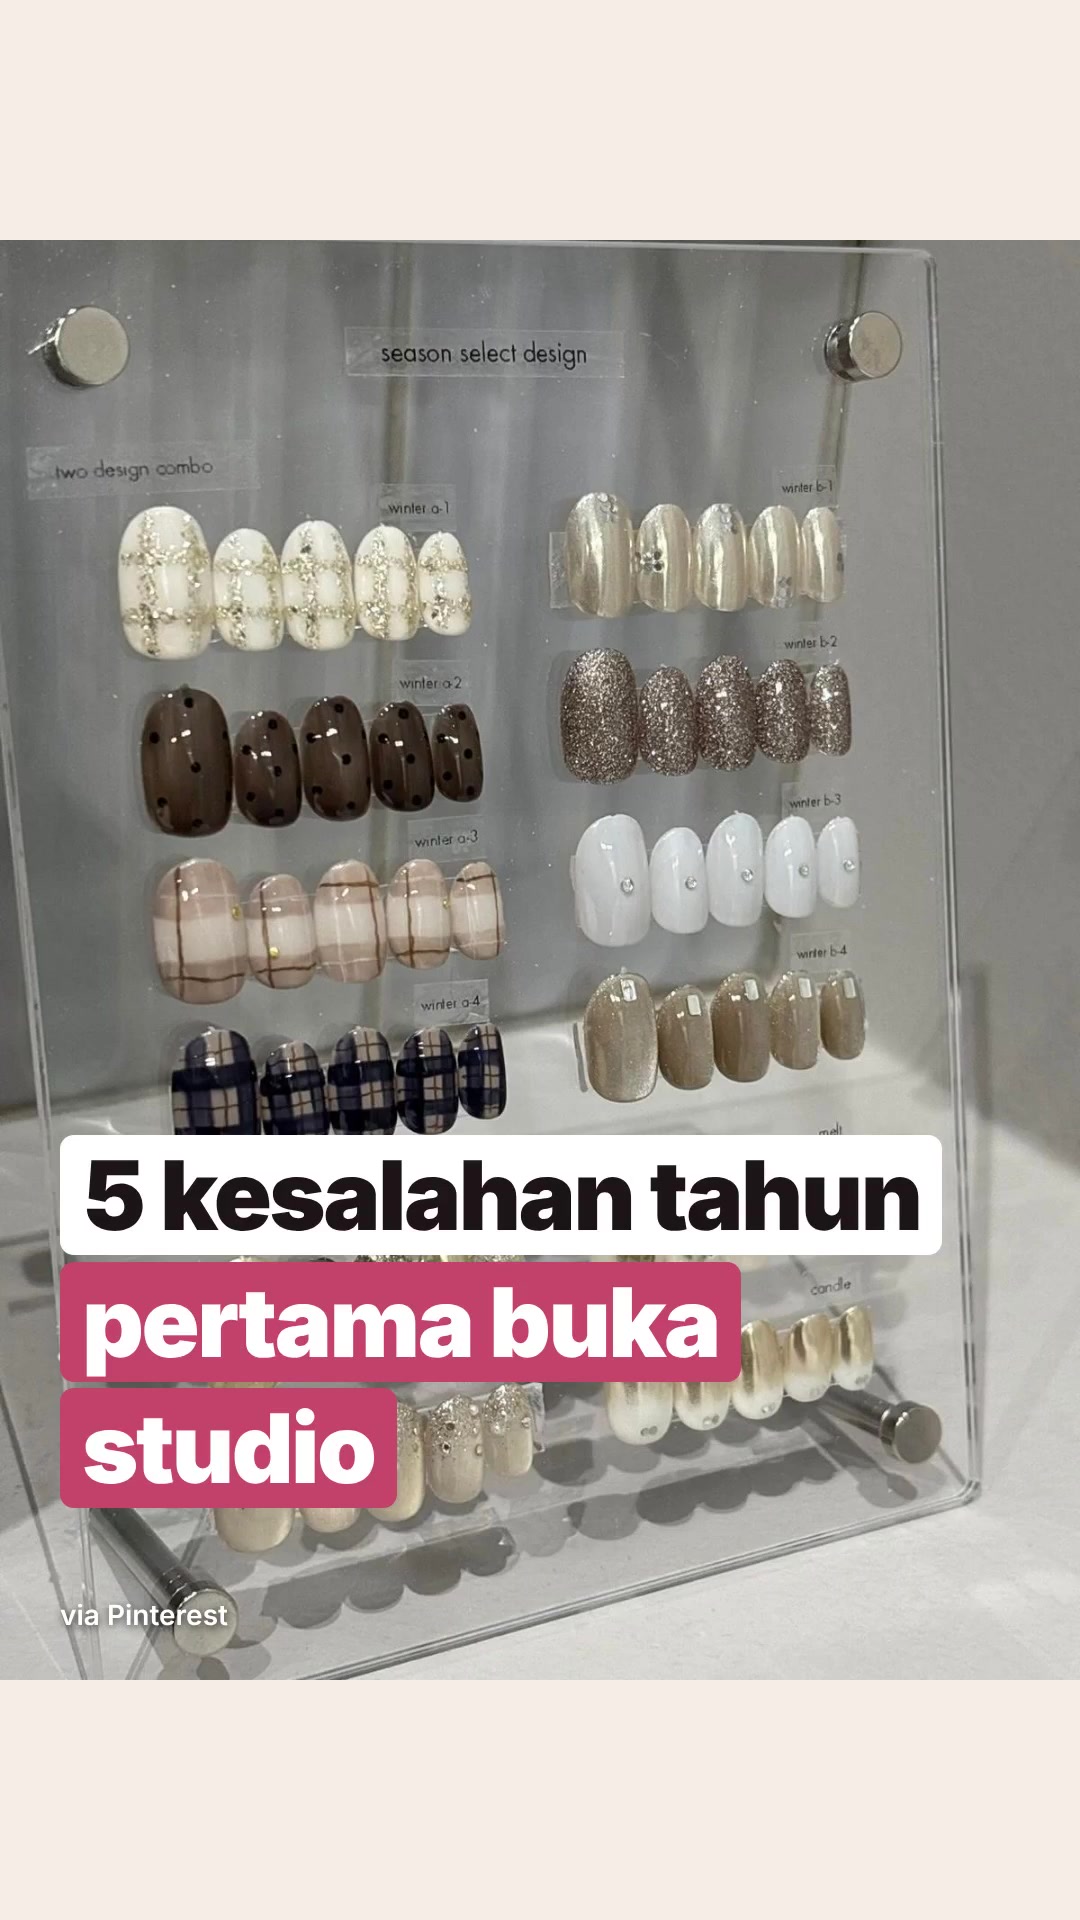 season select design
two design combo
winter a-1
winter b-1
winter a-2
winter b-2
winter a-3
winter b-3
winter a-4
winter b-4
melt
5 kesalahan tahun
pertama buka
studio
candle
via Pinterest